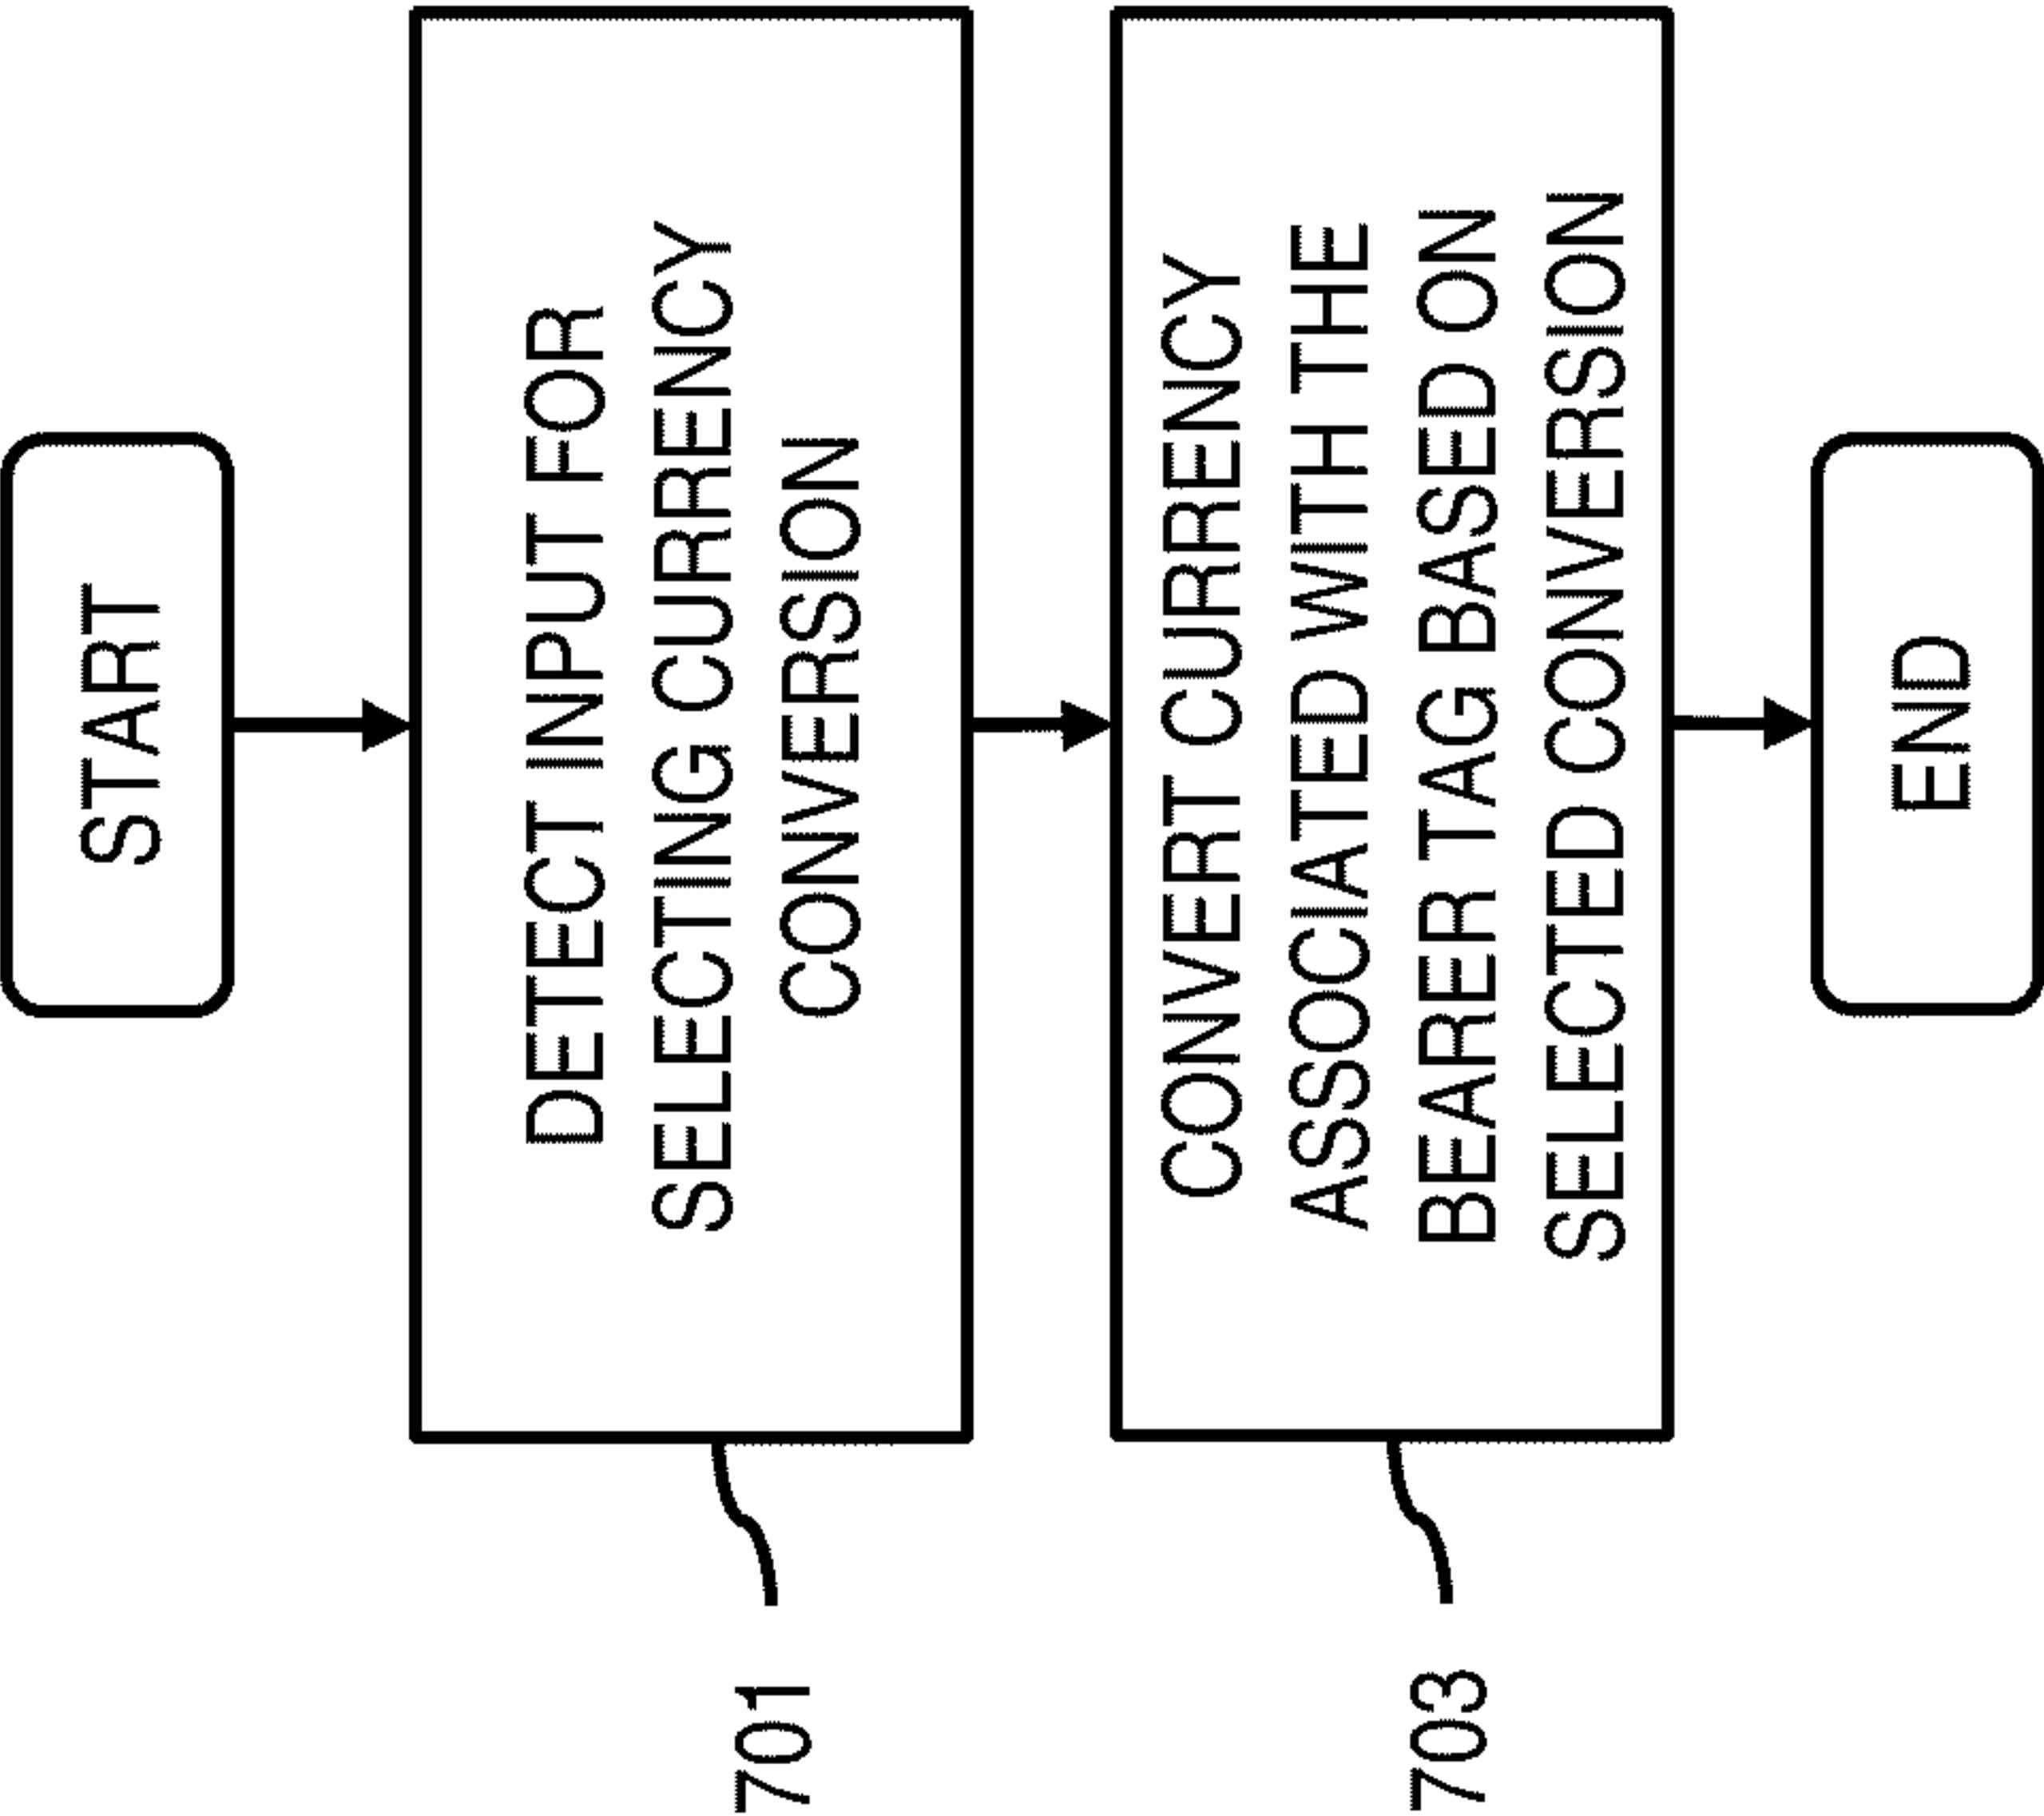 START
DETECT INPUT FOR
SELECTING CURRENCY
CONVERSION
701
CONVERT CURRENCY
ASSOCIATED WITH THE
BEARER TAG BASED ON
SELECTED CONVERSION
703
END